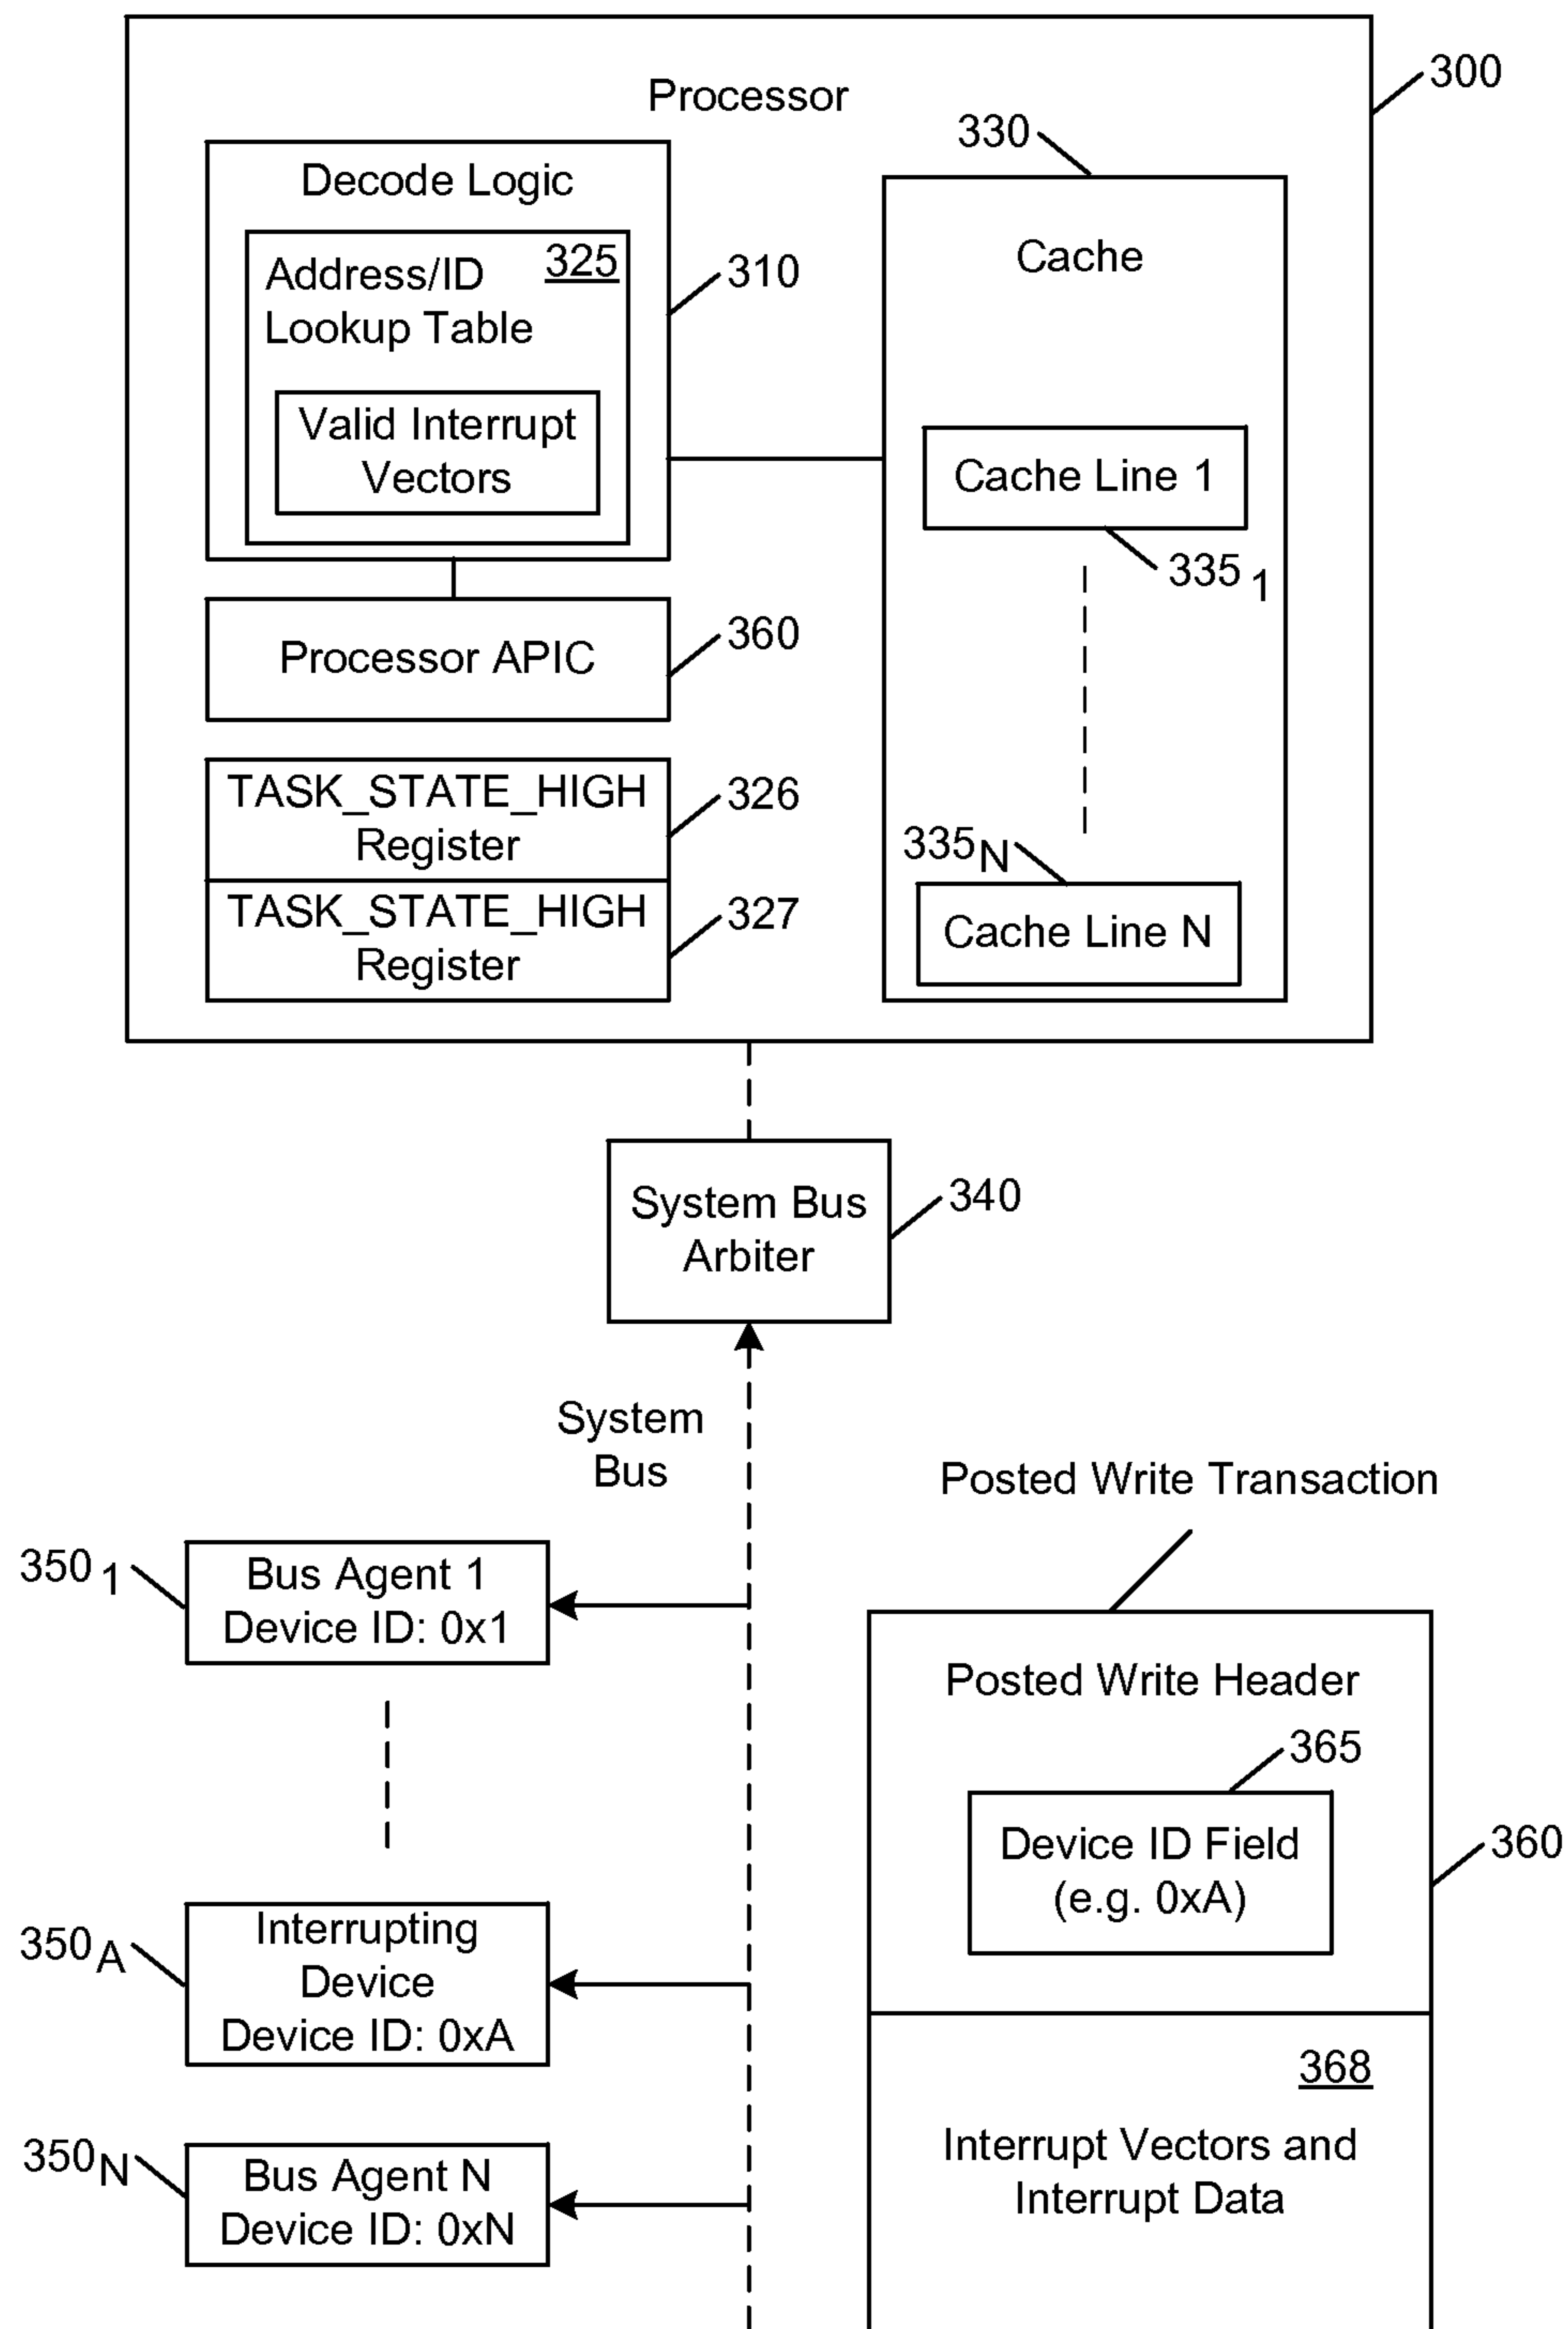 Processor
300
330
Decode Logic
325
Address/ID
Lookup Table
310
Valid Interrupt
Vectors
Cache
Cache Line 1
335 1
Processor APIC
360
TASK_STATE_HIGH
Register
326
TASK_STATE_HIGH
Register
327
335N
Cache Line N
System Bus
Arbiter
340
System
Bus
Posted Write Transaction
350 1
Bus Agent 1
Device ID: 0x1
Posted Write Header
365
Device ID Field
(e.g. 0xA)
360
350A
Interrupting
Device
Device ID: 0xA
368
Interrupt Vectors and
Interrupt Data
350N
Bus Agent N
Device ID: 0xN